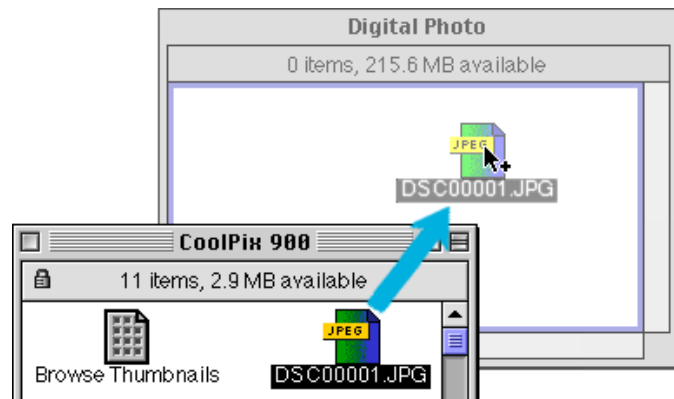 Digital Photo
0 items, 215.6 MB available
JPEG
DSC00001.JPG
CoolPix 900
11 items, 2.9 MB available
JPEG
Browse Thumbnails
DSC00001.JPG